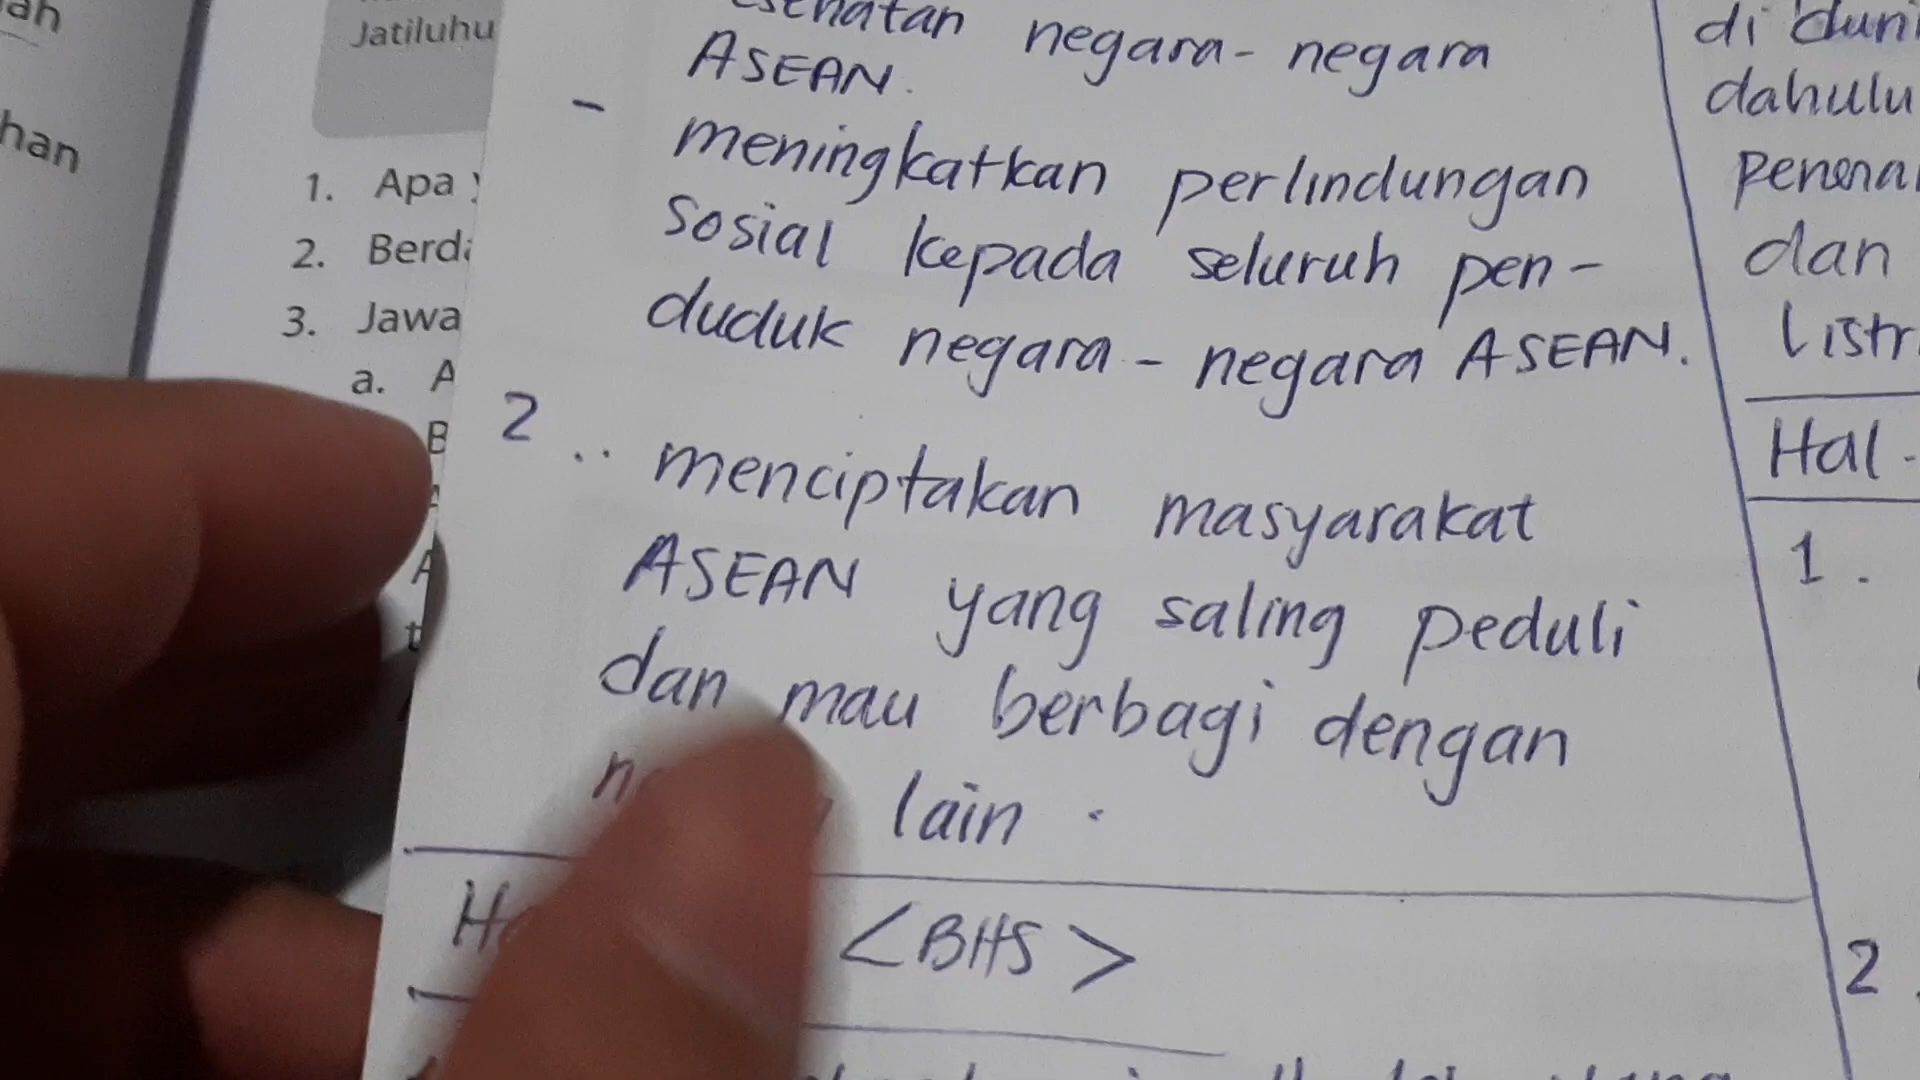 Jatiluhu
han
1. Apa
2. Berda
3. Jawa
a. A
B
negara-negara
ASEAN.
- meningkatkan perlindungan
sosial kepada seluruh pen-
duduk negara-negara ASEAN.
2 .. menciptakan masyarakat
ASEAN yang saling peduli
dan mau berbagi dengan
lain.
<BHS>
di duni
dahulu
dan
listr
Hal.
1.
2.